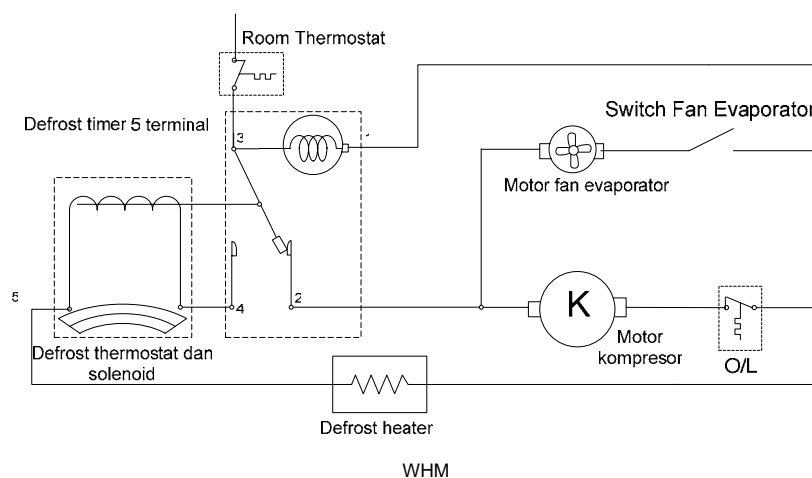 Room Thermostat
Defrost timer 5 terminal
3
Switch Fan Evaporator
Motor fan evaporator
5
4
2
K
Motor
kompresor
O/L
Defrost thermostat dan
solenoid
Defrost heater
WHM